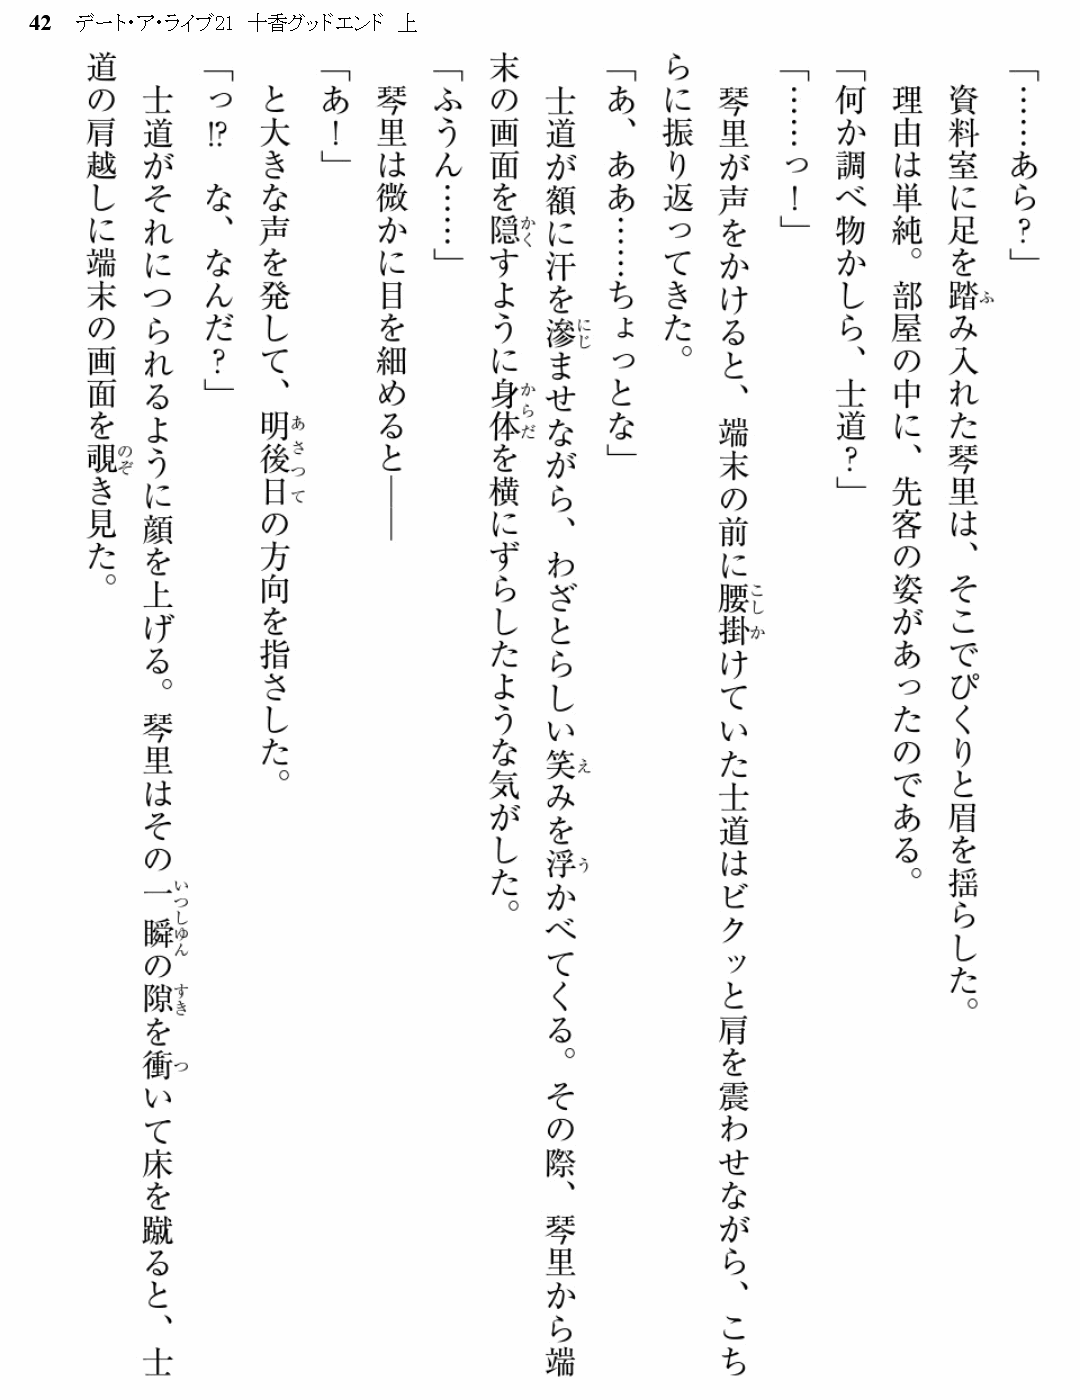 42 デート・ア・ライブ21 十香グッドエンド 上
「……あら？」
資料室に足を踏み入れた琴里は、そこでぴくりと眉を揺らした。
理由は単純。部屋の中に、先客の姿があったのである。
「何か調べ物かしら、士道？」
「……っ！」
琴里が声をかけると、端末の前に腰掛けていた士道はビクッと肩を震わせながら、こち
らに振り返ってきた。
「あ、ああ……ちょっとな」
士道が額に汗を滲ませながら、わざとらしい笑みを浮かべてくる。その際、琴里から端
末の画面を隠すように身体を横にずらしたような気がした。
「ふうん……」
琴里は微かに目を細めると――
「あ！」
と大きな声を発して、明後日の方向を指さした。
「っ!? な、なんだ？」
士道がそれにつられるように顔を上げる。琴里はその一瞬の隙を衝いて床を蹴ると、士
道の肩越しに端末の画面を覗き見た。